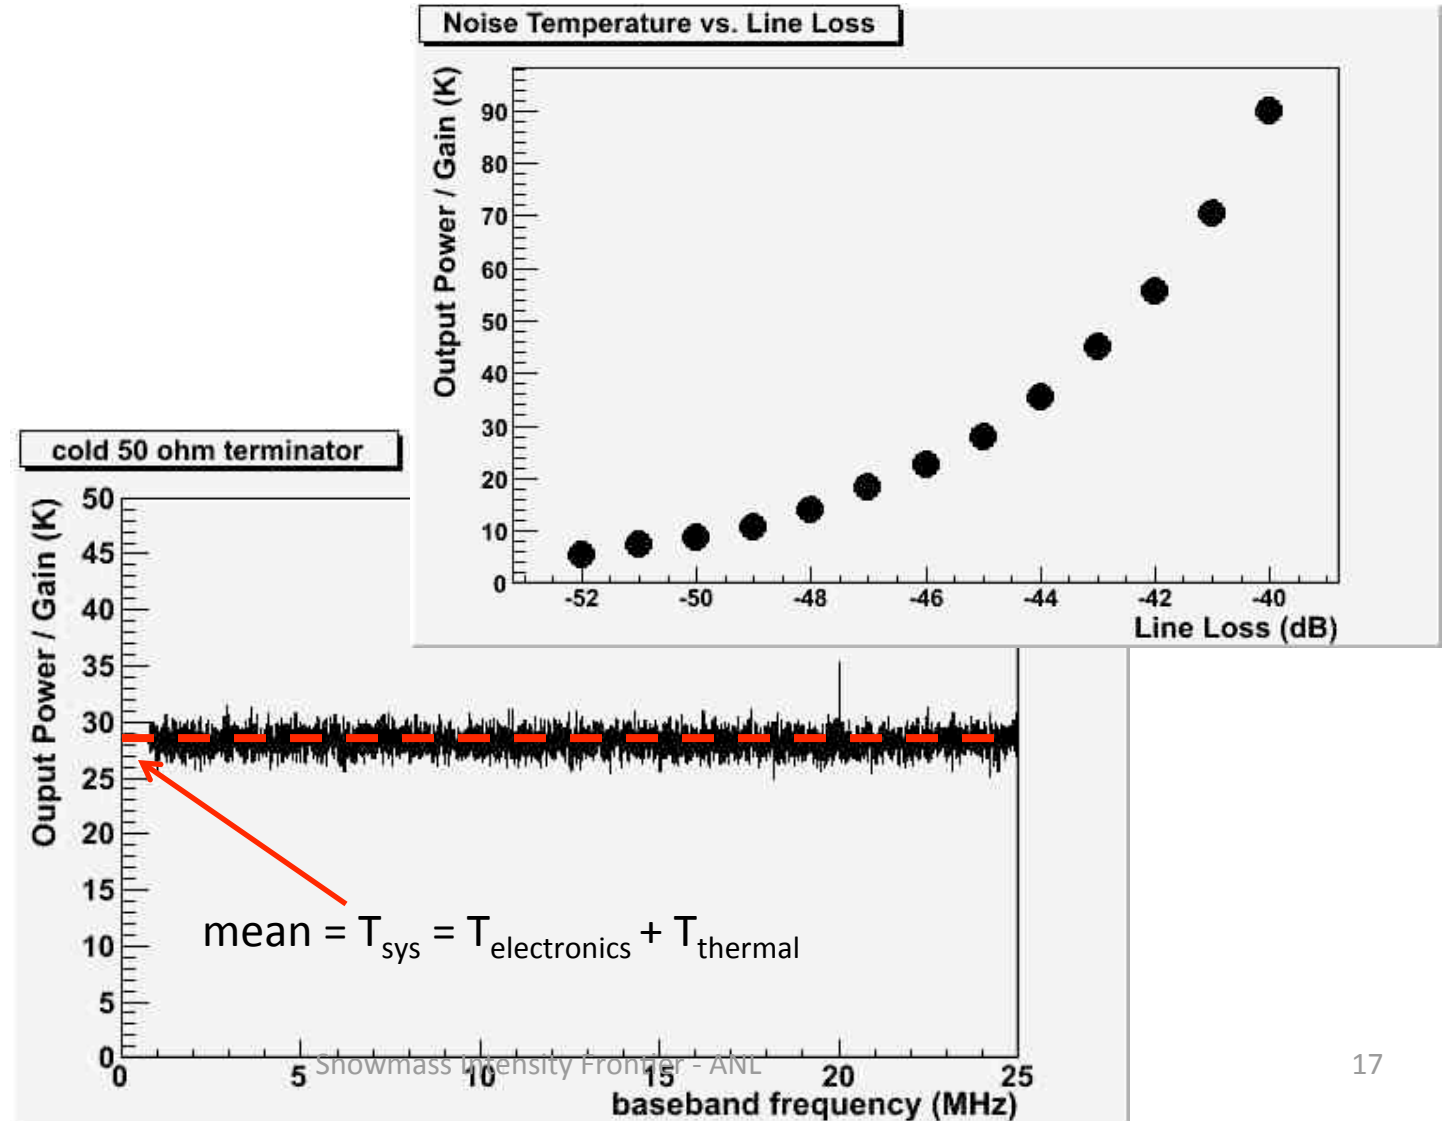 Noise Temperature vs. Line Loss
Output Power / Gain (K)
90
80
70
60
50
40
30
20
10
0
-52 -50 -48 -46 -44 -42 -40
Line Loss (dB)
cold 50 ohm terminator
Ouput Power / Gain (K)
50
45
40
35
30
25
20
15
10
5
0
mean = Tsys = Telectronics + Tthermal
0 5 10 15 20 25
baseband frequency (MHz)
Snowmass Intensity Frontier - ANL
17